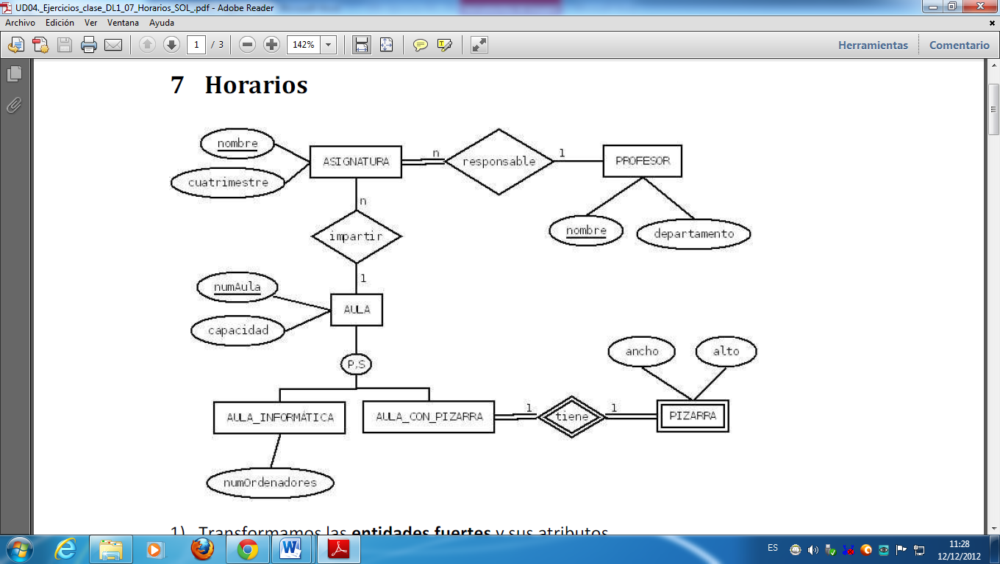 UD04._Ejercicios_clase_DL1_07_Horarios_SOL_.pdf - Adobe Reader
Archivo Edición Ver Ventana Ayuda
1 / 3 142% Herramientas Comentario
7 Horarios
nombre
cuatrimestre
ASIGNATURA
n
responsable
1
PROFESOR
nombre
departamento
n
impartir
1
numAula
capacidad
AULA
P,S
AULA_INFORMÁTICA
AULA_CON_PIZARRA
1
tiene
1
PIZARRA
ancho
alto
numOrdenadores
1) Transformamos las entidades fuertes y sus atributos
ES
11:28
12/12/2012